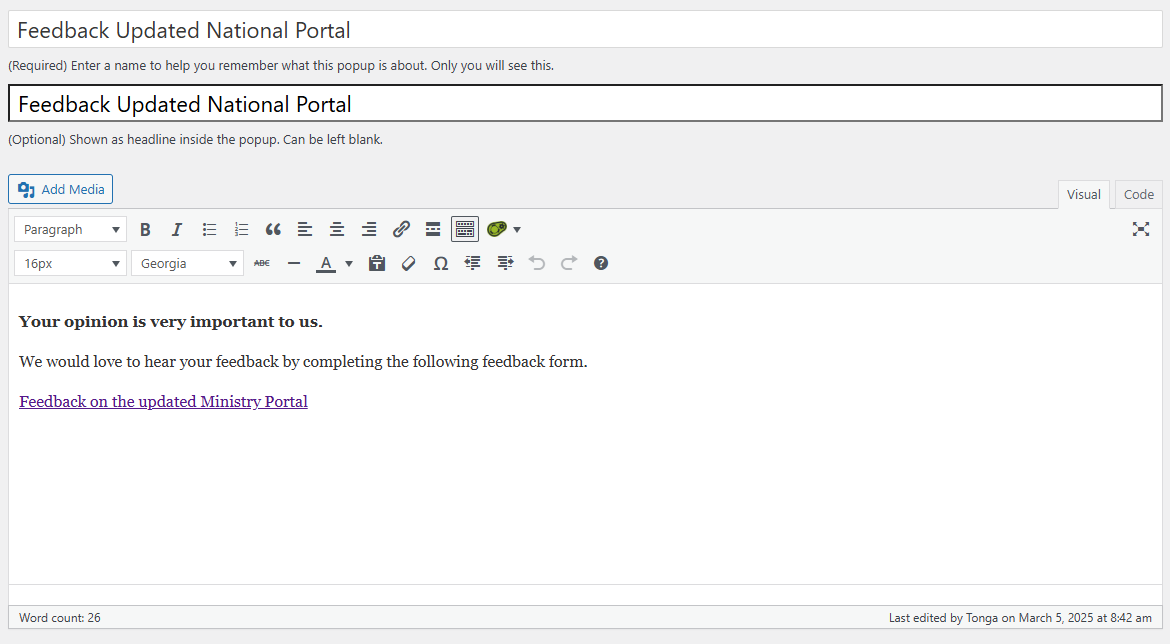 Feedback Updated National Portal
(Required) Enter a name to help you remember what this popup is about. Only you will see this.
Feedback Updated National Portal
(Optional) Shown as headline inside the popup. Can be left blank.
Add Media
Visual Code
Paragraph B I
16px Georgia ABC A Ω
Your opinion is very important to us.
We would love to hear your feedback by completing the following feedback form.
Feedback on the updated Ministry Portal
Word count: 26 Last edited by Tonga on March 5, 2025 at 8:42 am